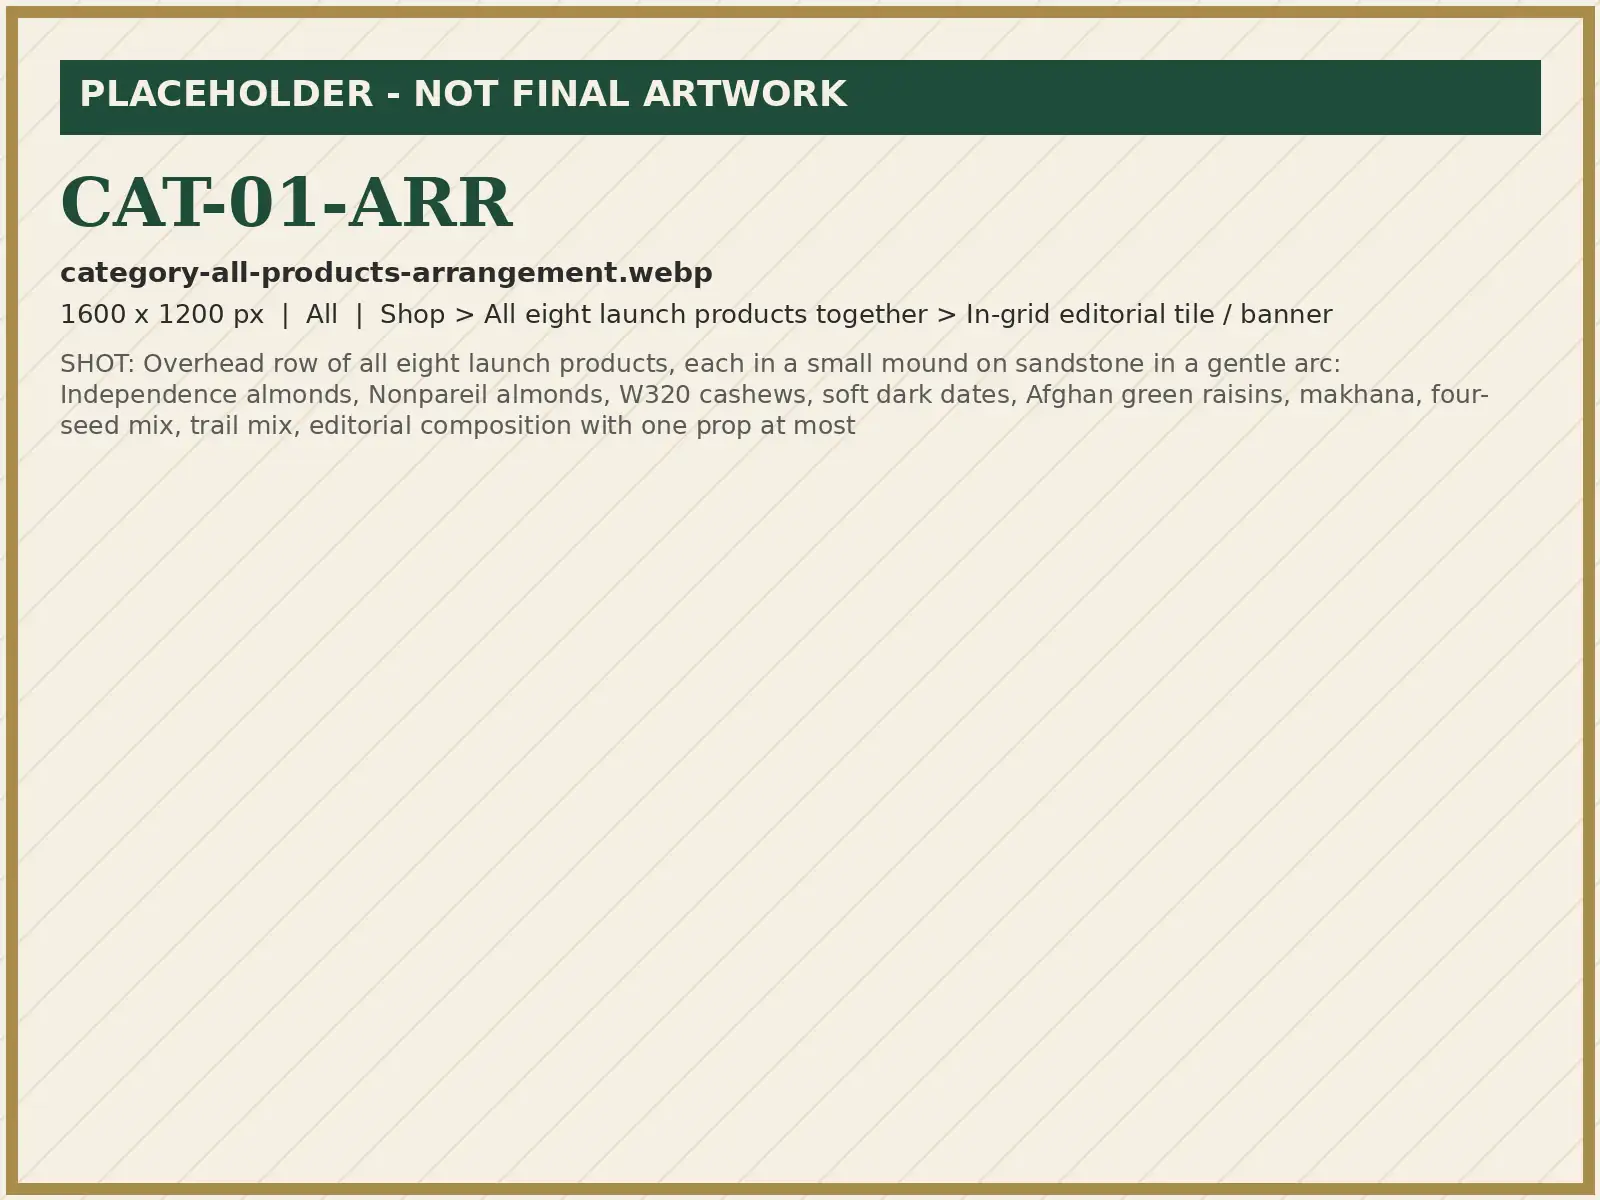 PLACEHOLDER - NOT FINAL ARTWORK
CAT-01-ARR
category-all-products-arrangement.webp
1600 x 1200 px | All | Shop > All eight launch products together > In-grid editorial tile / banner
SHOT: Overhead row of all eight launch products, each in a small mound on sandstone in a gentle arc:
Independence almonds, Nonpareil almonds, W320 cashews, soft dark dates, Afghan green raisins, makhana, four-
seed mix, trail mix, editorial composition with one prop at most